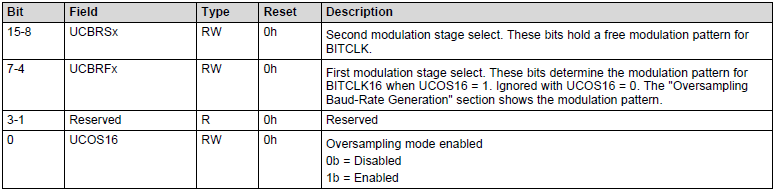 Bit Field Type Reset Description
15-8 UCBRSx RW 0h Second modulation stage select. These bits hold a free modulation pattern for
BITCLK.
7-4 UCBRFx RW 0h First modulation stage select. These bits determine the modulation pattern for
BITCLK16 when UCOS16 = 1. Ignored with UCOS16 = 0. The "Oversampling
Baud-Rate Generation" section shows the modulation pattern.
3-1 Reserved R 0h Reserved
0 UCOS16 RW 0h Oversampling mode enabled
0b = Disabled
1b = Enabled